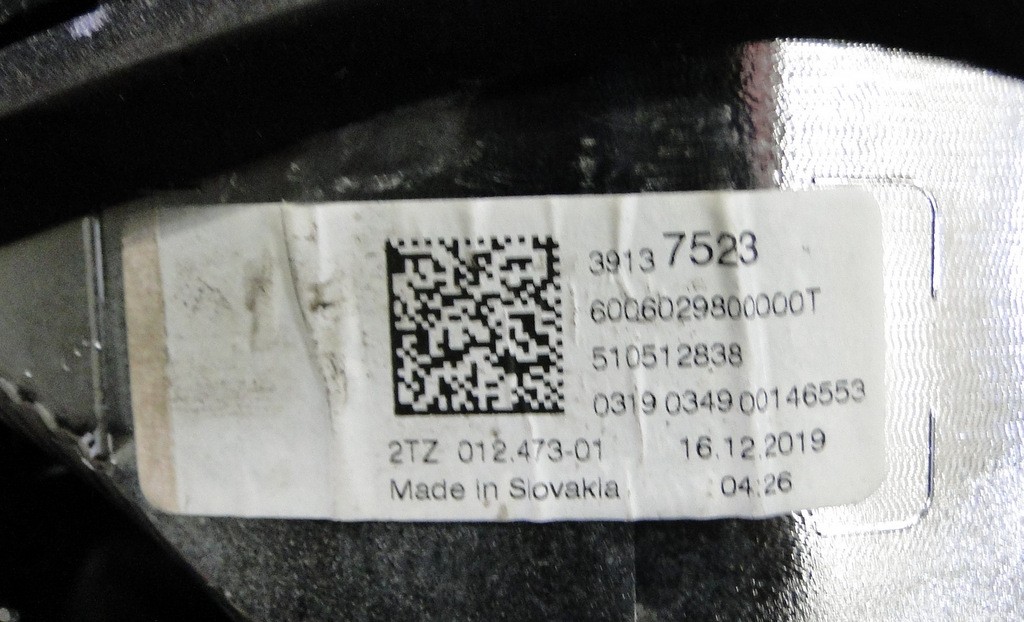 39137523
6006029800000T
510512838
0319 0349 00146553
2TZ 012.473-01 16.12.2019
Made in Slovakia 04:26